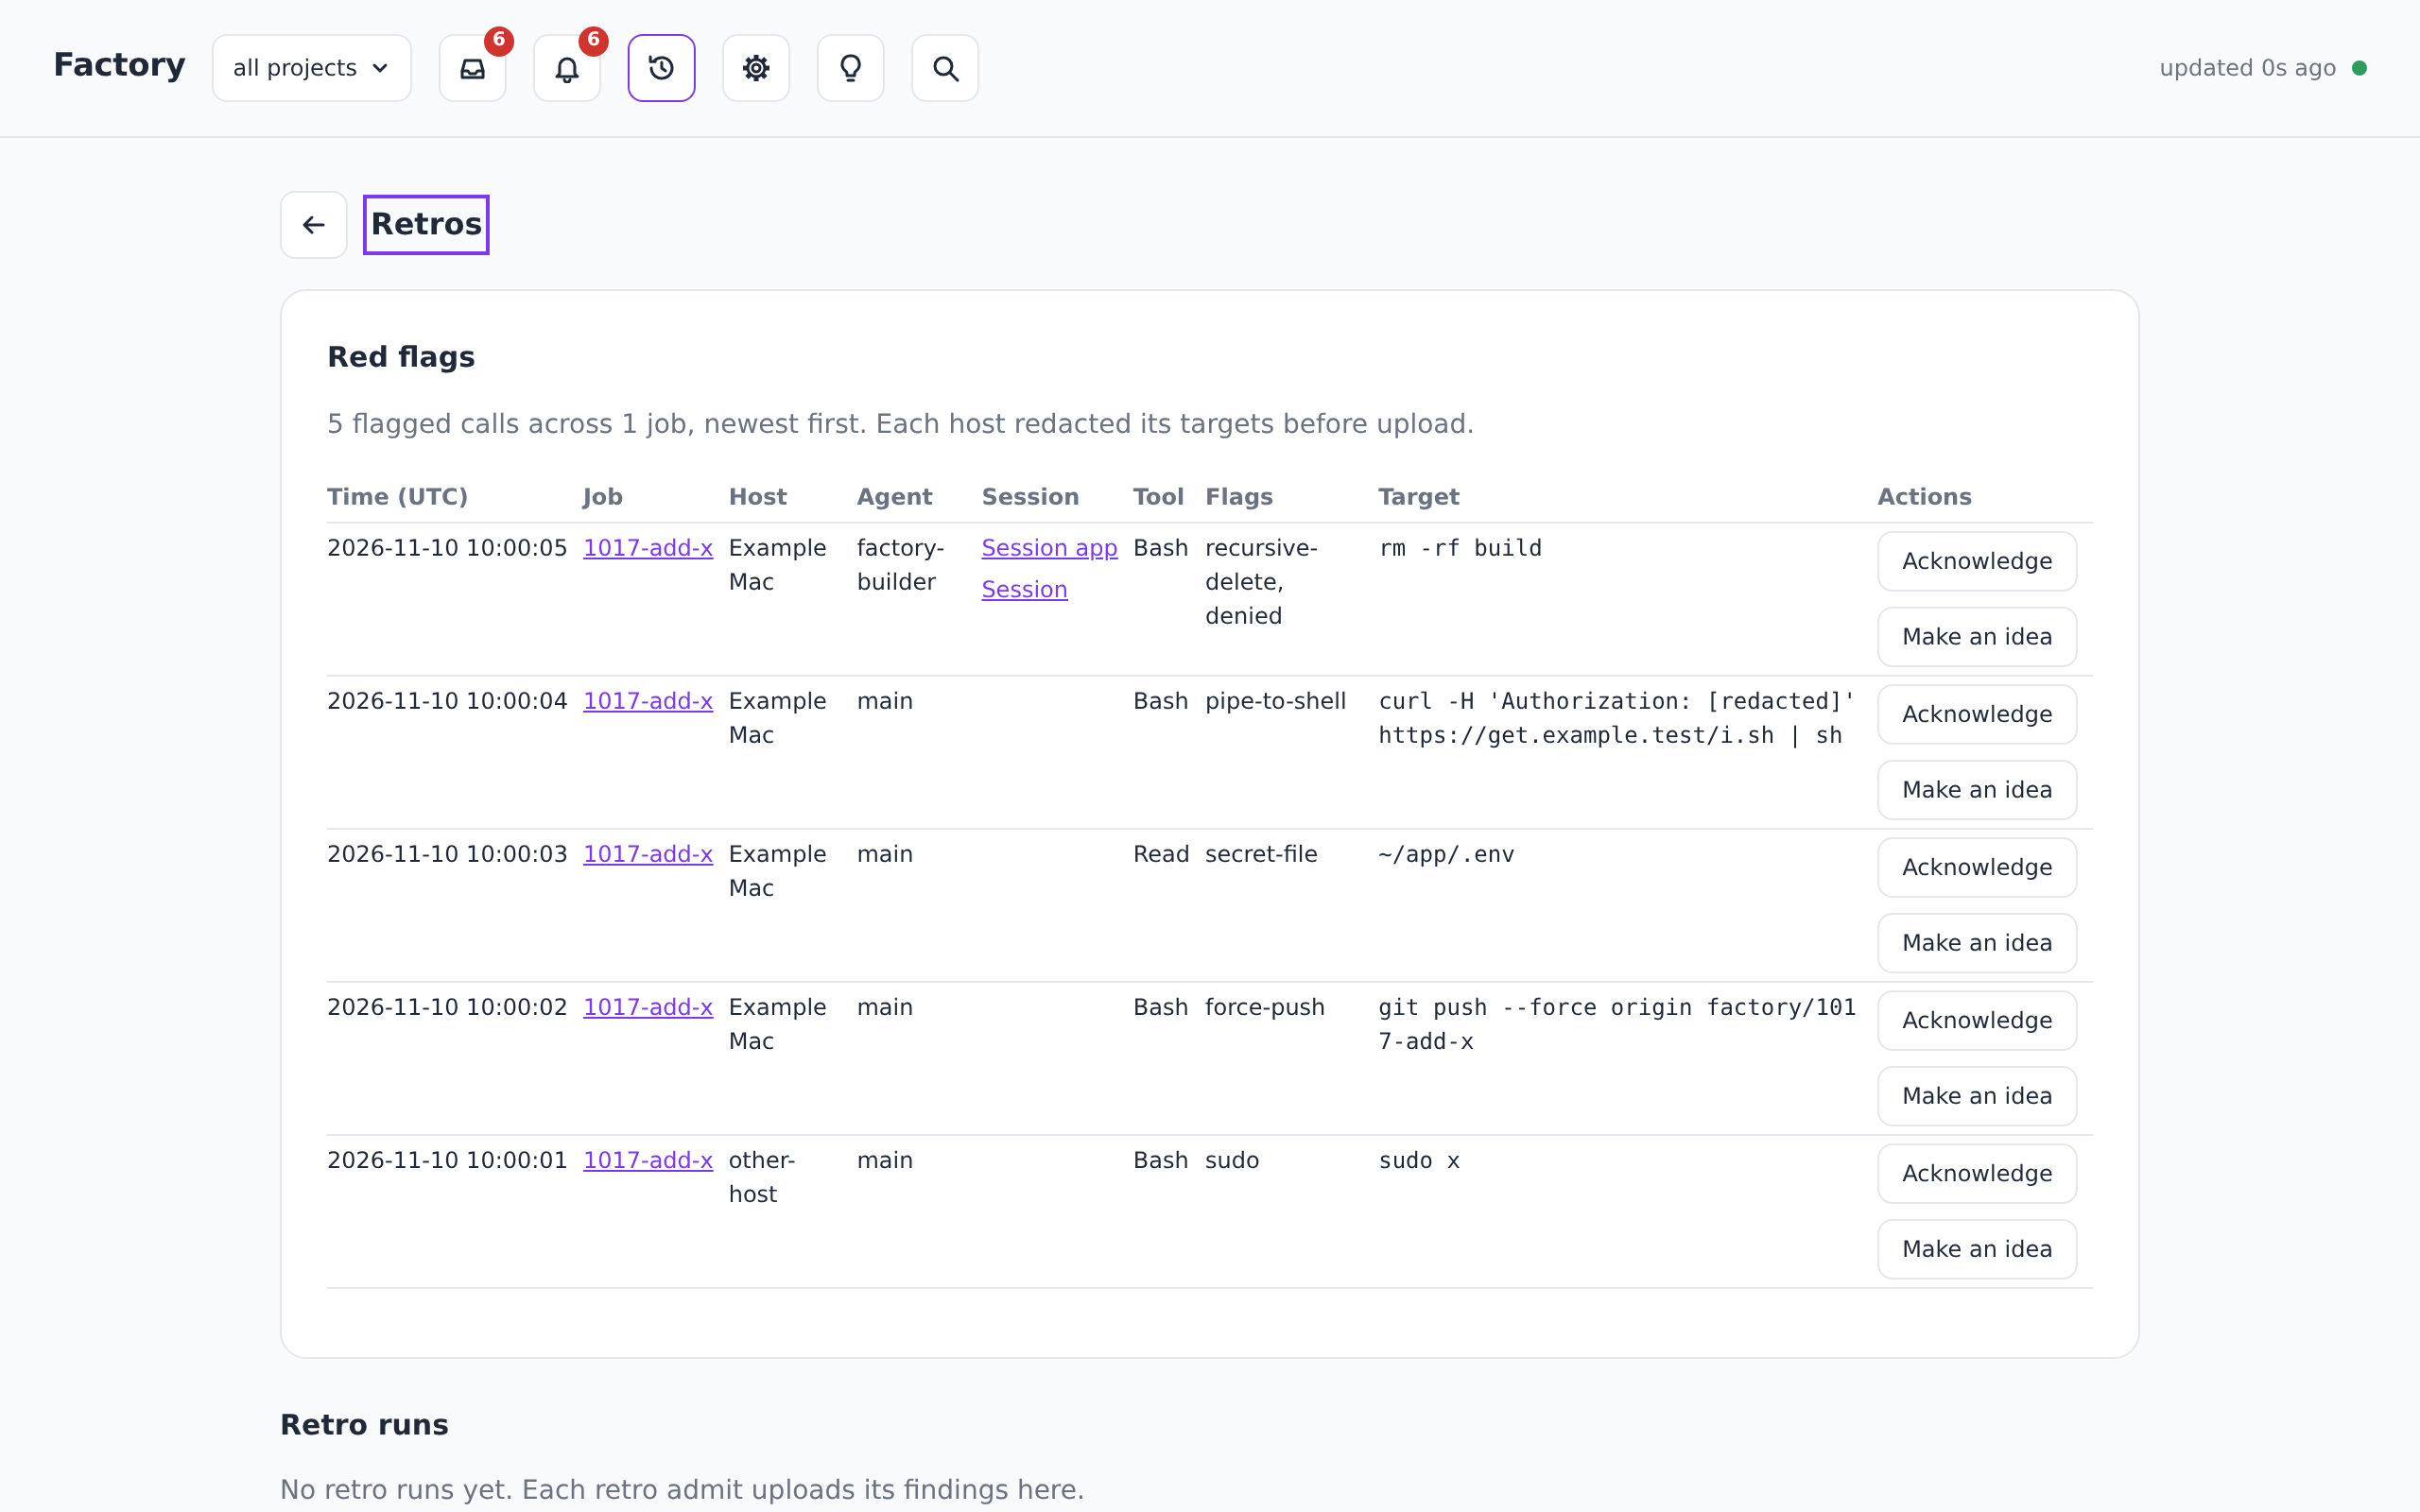 Factory all projects 6 6 updated 0s ago
Retros
Red flags
5 flagged calls across 1 job, newest first. Each host redacted its targets before upload.
Time (UTC) Job Host Agent Session Tool Flags Target Actions
2026-11-10 10:00:05 1017-add-x Example factory- Session app Bash recursive- rm -rf build Acknowledge
Mac builder Session delete,
denied
Make an idea
2026-11-10 10:00:04 1017-add-x Example main Bash pipe-to-shell curl -H 'Authorization: [redacted]' Acknowledge
Mac https://get.example.test/i.sh | sh
Make an idea
2026-11-10 10:00:03 1017-add-x Example main Read secret-file ~/app/.env Acknowledge
Mac
Make an idea
2026-11-10 10:00:02 1017-add-x Example main Bash force-push git push --force origin factory/101 Acknowledge
Mac 7-add-x
Make an idea
2026-11-10 10:00:01 1017-add-x other- main Bash sudo sudo x Acknowledge
host
Make an idea
Retro runs
No retro runs yet. Each retro admit uploads its findings here.